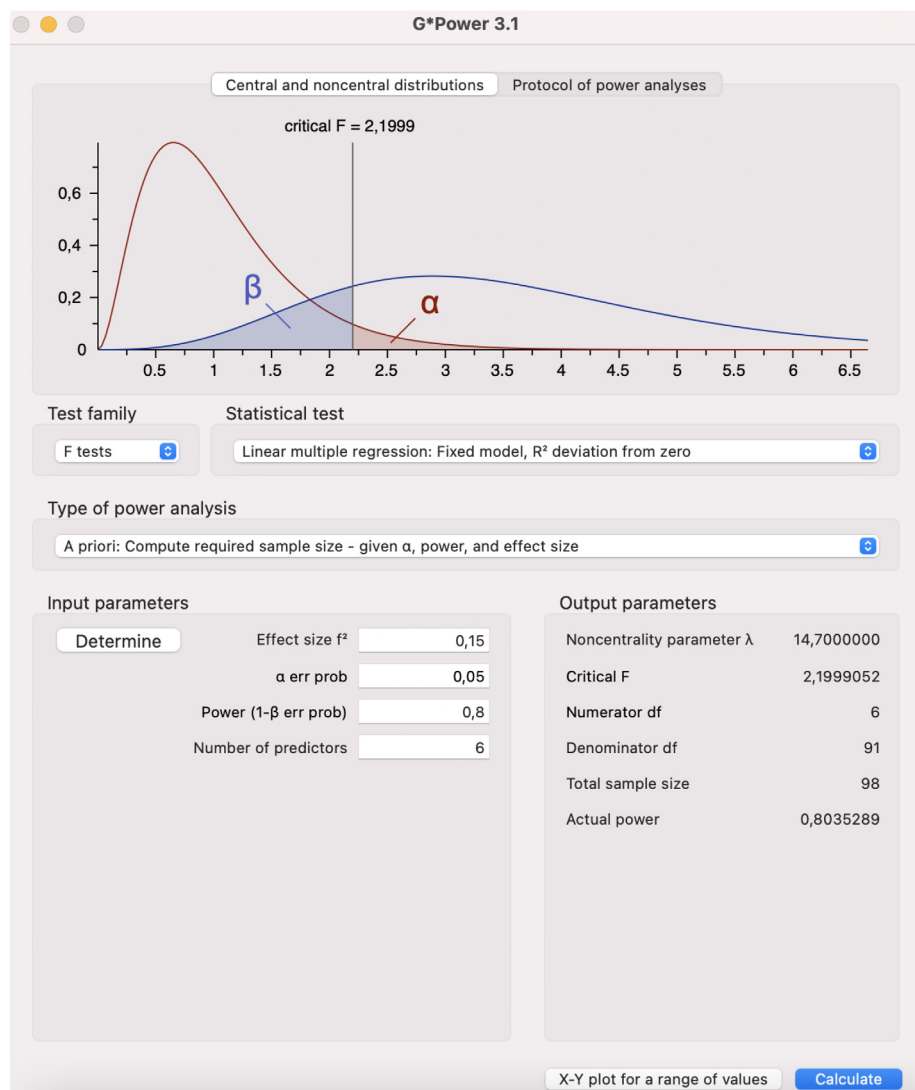 G*Power 3.1
Central and noncentral distributions Protocol of power analyses
critical F = 2,1999
0,6
0,4
0,2
0
β
α
0.5 1 1.5 2 2.5 3 3.5 4 4.5 5 5.5 6 6.5
Test family Statistical test
F tests Linear multiple regression: Fixed model, R² deviation from zero
Type of power analysis
A priori: Compute required sample size - given α, power, and effect size
Input parameters Output parameters
Determine Effect size f² 0,15 Noncentrality parameter λ 14,7000000
α err prob 0,05 Critical F 2,1999052
Power (1-β err prob) 0,8 Numerator df 6
Number of predictors 6 Denominator df 91
Total sample size 98
Actual power 0,8035289
X-Y plot for a range of values Calculate